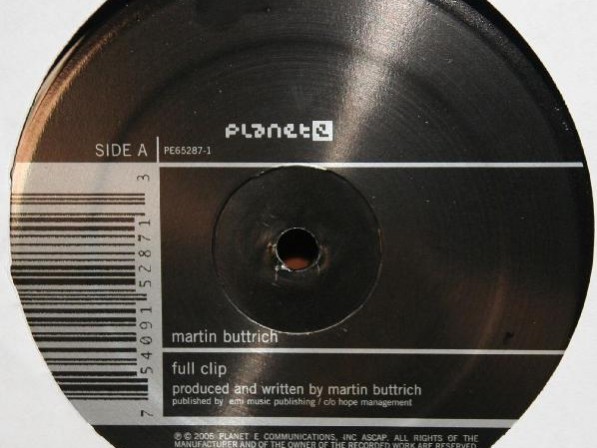 planet e
SIDE A
PE65287-1
7 54091 52871 3
martin buttrich
full clip
produced and written by martin buttrich
published by emi music publishing / c/o hope management
℗ © 2006 PLANET E COMMUNICATIONS, INC ASCAP. ALL RIGHTS OF THE
MANUFACTURER AND OF THE OWNER OF THE RECORDED WORK ARE RESERVED